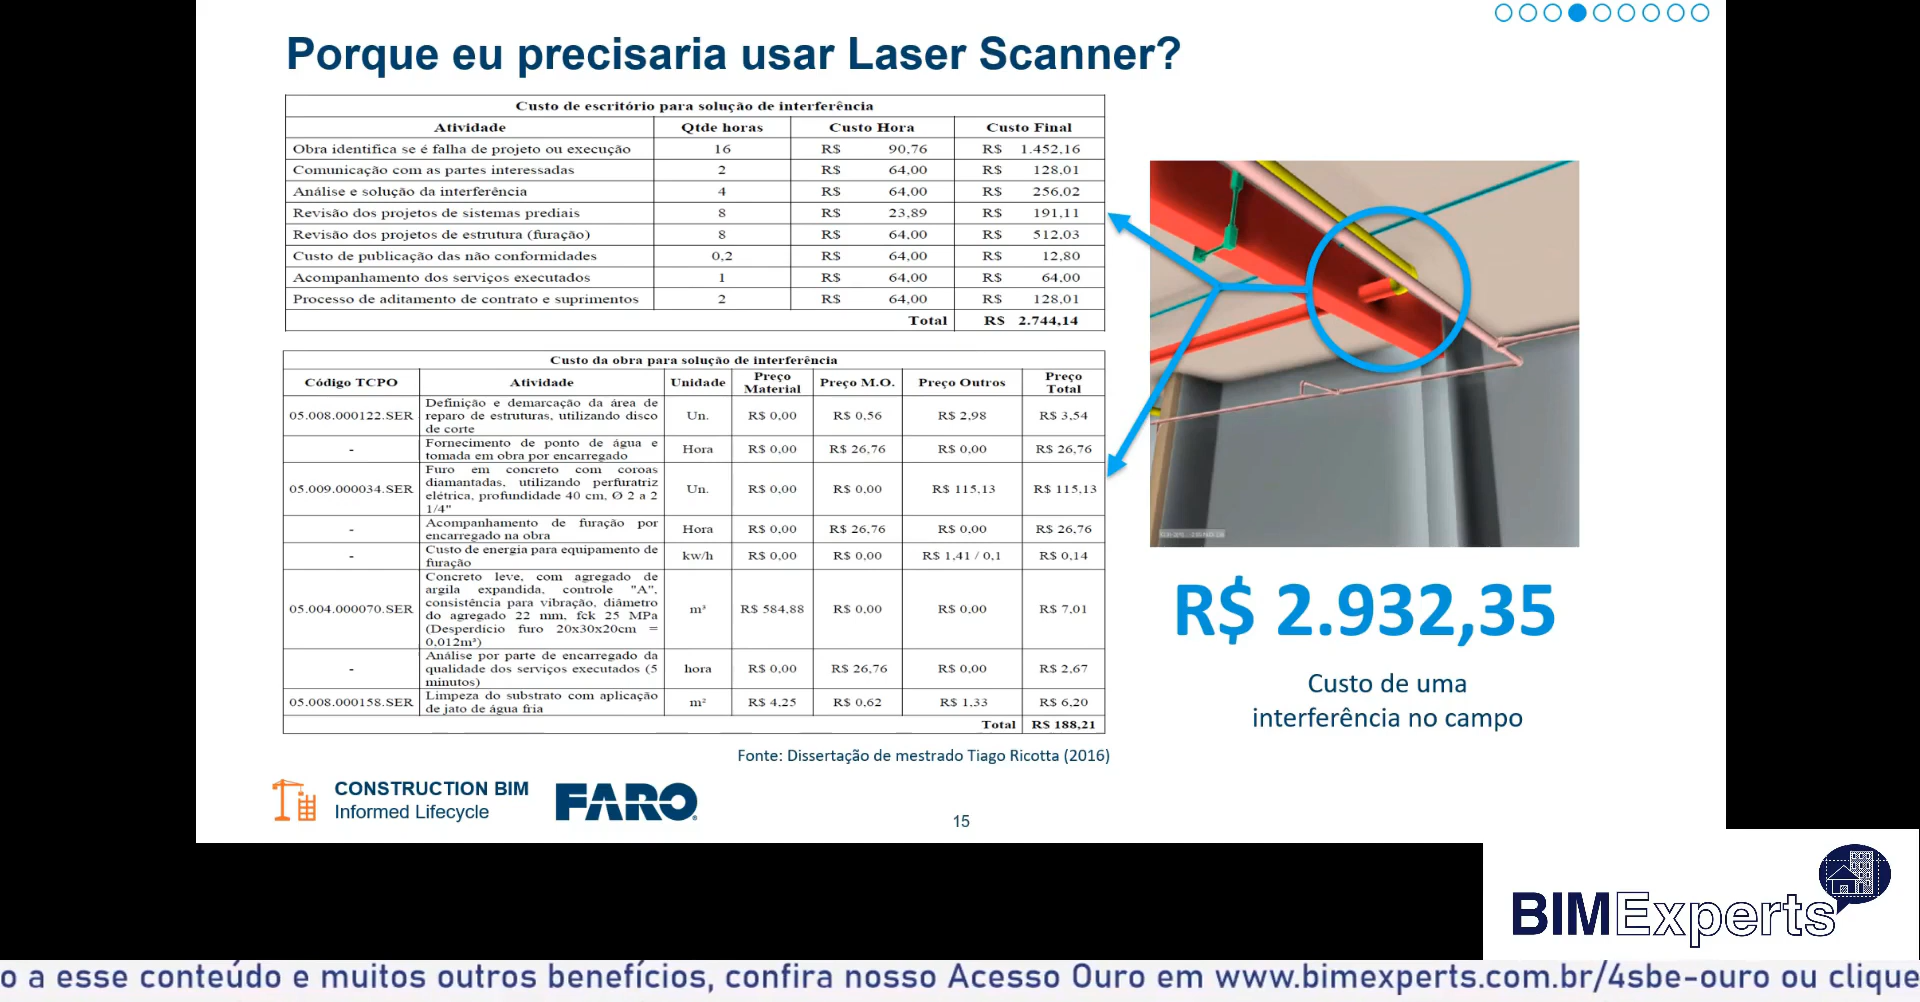 Porque eu precisaria usar Laser Scanner?
Custo de escritório para solução de interferência
Atividade Qtde horas Custo Hora Custo Final
Obra identifica se é falha de projeto ou execução 16 R$ 90,76 R$ 1.452,16
Comunicação com as partes interessadas 2 R$ 64,00 R$ 128,01
Análise e solução da interferência 4 R$ 64,00 R$ 256,02
Revisão dos projetos de sistemas prediais 8 R$ 23,89 R$ 191,11
Revisão dos projetos de estrutura (furação) 8 R$ 64,00 R$ 512,03
Custo de publicação das não conformidades 0,2 R$ 64,00 R$ 12,80
Acompanhamento dos serviços executados 1 R$ 64,00 R$ 64,00
Processo de aditamento de contrato e suprimentos 2 R$ 64,00 R$ 128,01
Total R$ 2.744,14
Custo da obra para solução de interferência
Código TCPO Atividade Unidade Preço Material Preço M.O. Preço Outros Preço Total
05.008.000122.SER Definição e demarcação da área de
reparo de estruturas, utilizando disco
de corte Un. R$ 0,00 R$ 0,56 R$ 2,98 R$ 3,54
- Fornecimento de ponto de água e
tomada em obra por encarregado Hora R$ 0,00 R$ 26,76 R$ 0,00 R$ 26,76
05.009.000034.SER Furo em concreto com coroas
diamantadas, utilizando perfuratriz
elétrica, profundidade 40 cm, Ø 2 a 2
1/4" Un. R$ 0,00 R$ 0,00 R$ 115,13 R$ 115,13
- Acompanhamento de furação por
encarregado na obra Hora R$ 0,00 R$ 26,76 R$ 0,00 R$ 26,76
- Custo de energia para equipamento de
furação kw/h R$ 0,00 R$ 0,00 R$ 1,41 / 0,1 R$ 0,14
05.004.000070.SER Concreto leve, com agregado de
argila expandida, controle "A",
consistência para vibração, diâmetro
do agregado 22 mm, fck 25 MPa
(Desperdício furo 20x30x20cm =
0,012m³) m³ R$ 584,88 R$ 0,00 R$ 0,00 R$ 7,01
- Análise por parte de encarregado da
qualidade dos serviços executados (5
minutos) hora R$ 0,00 R$ 26,76 R$ 0,00 R$ 2,67
05.008.000158.SER Limpeza do substrato com aplicação
de jato de água fria m² R$ 4,25 R$ 0,62 R$ 1,33 R$ 6,20
Total R$ 188,21
Fonte: Dissertação de mestrado Tiago Ricotta (2016)
R$ 2.932,35
Custo de uma
interferência no campo
CONSTRUCTION BIM
Informed Lifecycle
FARO
15
BIMExperts
o a esse conteúdo e muitos outros benefícios, confira nosso Acesso Ouro em www.bimexperts.com.br/4sbe-ouro ou clique